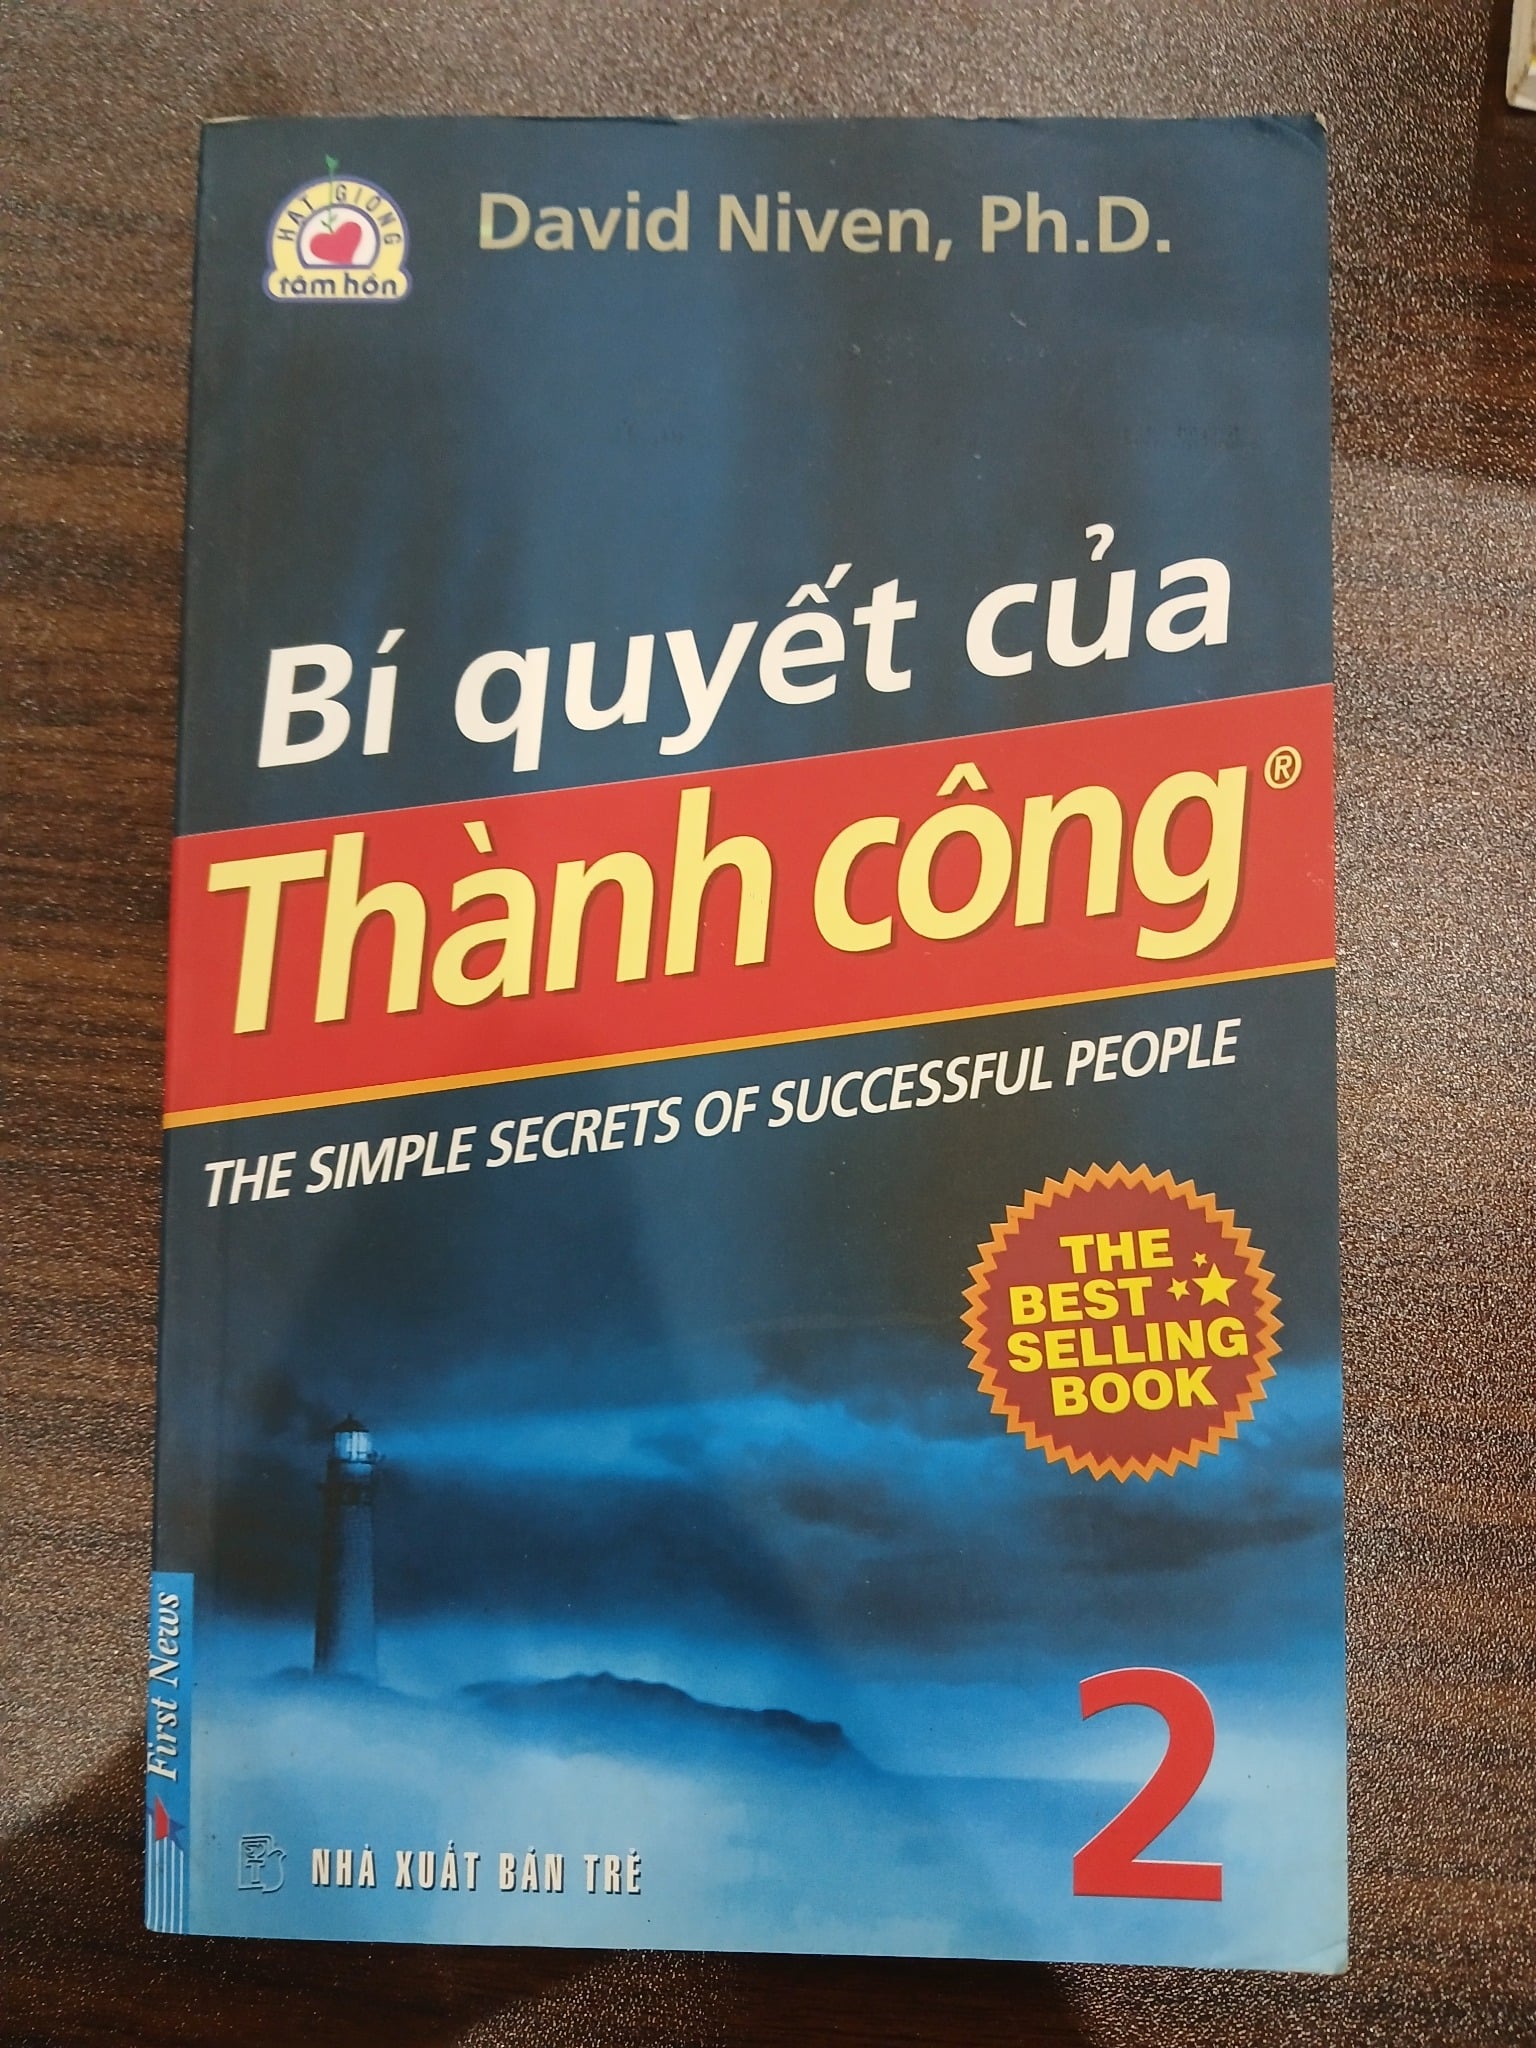 HẠT GIỐNG
tâm hồn
David Niven, Ph.D.
Bí quyết của
Thành công®
THE SIMPLE SECRETS OF SUCCESSFUL PEOPLE
THE
BEST
SELLING
BOOK
First News
NHÀ XUẤT BẢN TRẺ
2